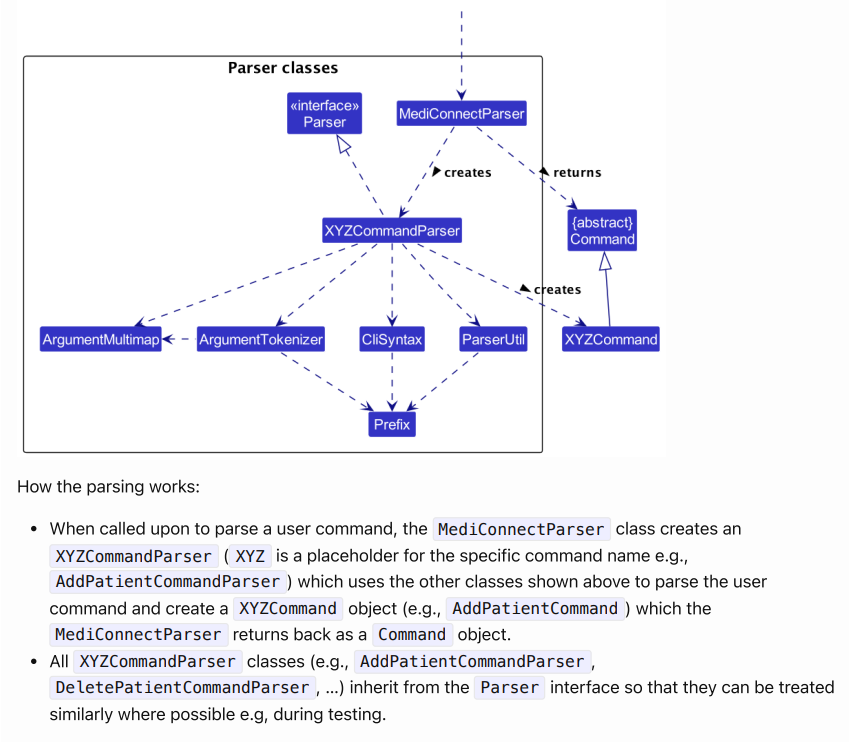 Parser classes
«interface»
Parser
MediConnectParser
creates
returns
{abstract}
Command
XYZCommandParser
creates
ArgumentMultimap
ArgumentTokenizer
CliSyntax
ParserUtil
XYZCommand
Prefix
How the parsing works:
• When called upon to parse a user command, the MediConnectParser class creates an
XYZCommandParser ( XYZ is a placeholder for the specific command name e.g.,
AddPatientCommandParser ) which uses the other classes shown above to parse the user
command and create a XYZCommand object (e.g., AddPatientCommand ) which the
MediConnectParser returns back as a Command object.
• All XYZCommandParser classes (e.g., AddPatientCommandParser ,
DeletePatientCommandParser , ...) inherit from the Parser interface so that they can be treated
similarly where possible e.g, during testing.